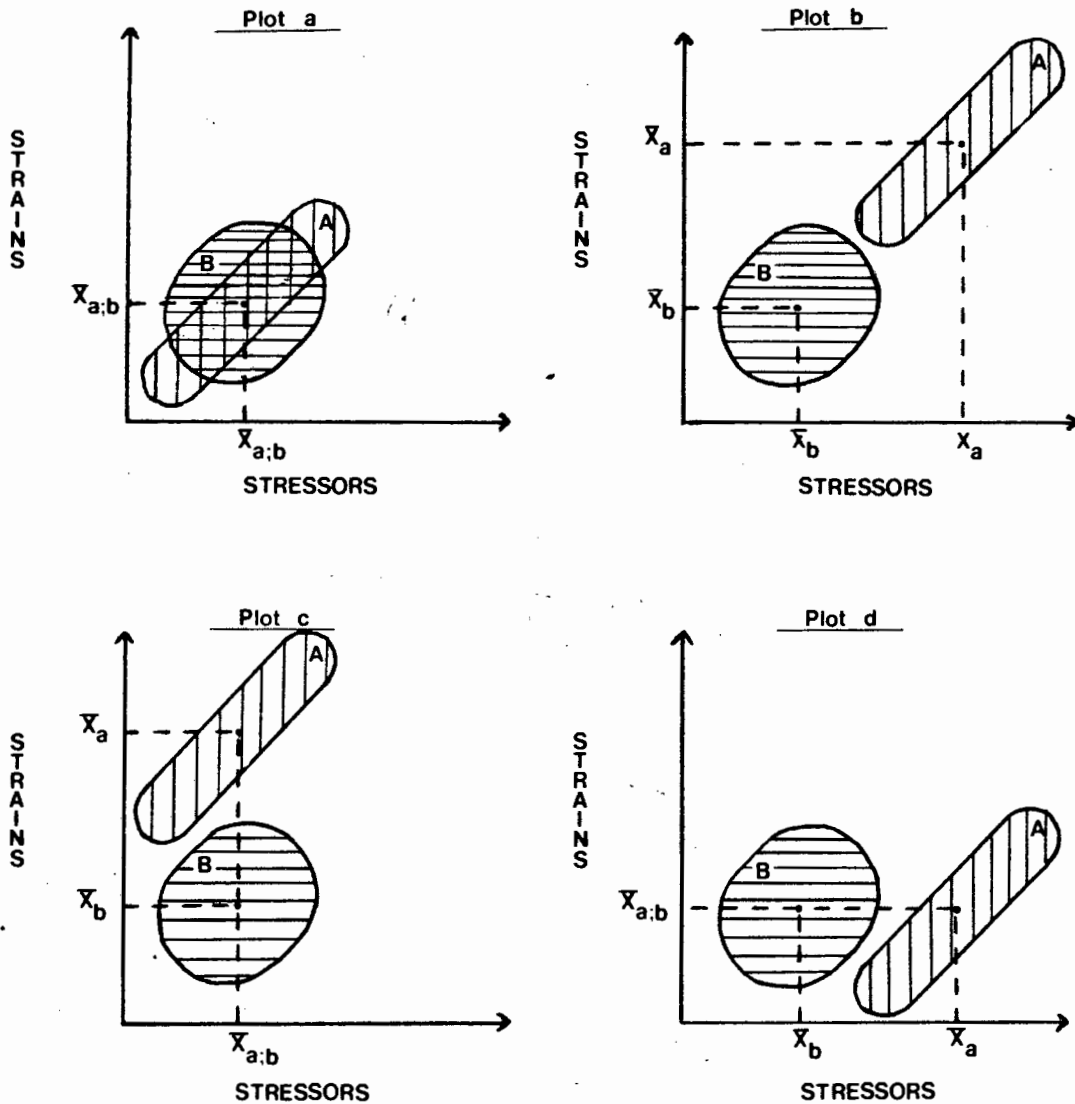 Plot a
STRAINS
A
B
X̄a;b
X̄a;b
STRESSORS
Plot b
STRAINS
A
X̄a
B
X̄b
X̄b
Xa
STRESSORS
Plot c
STRAINS
A
X̄a
B
X̄b
X̄a;b
STRESSORS
Plot d
STRAINS
A
B
X̄a;b
X̄b
X̄a
STRESSORS